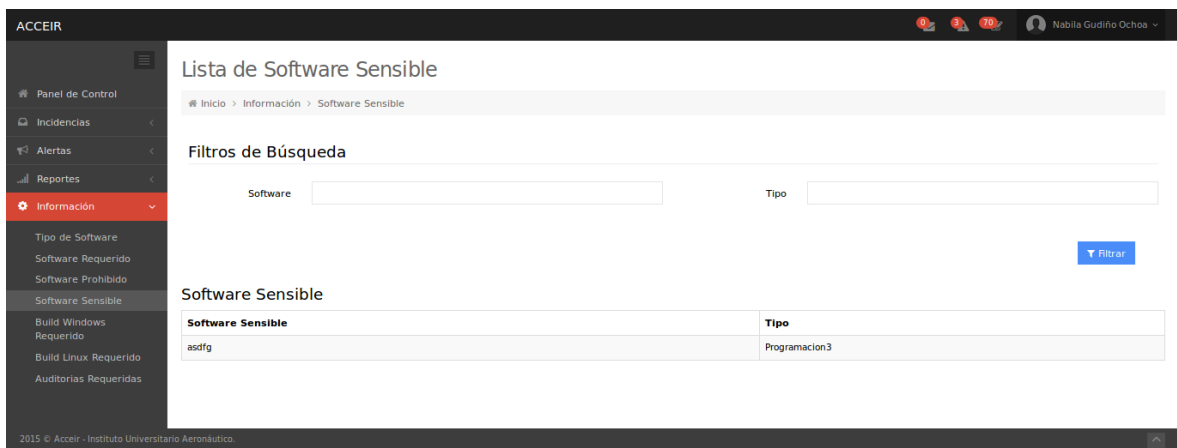 ACCEIR
0 3 70 Nabila Gudiño Ochoa
Panel de Control
Incidencias
Alertas
Reportes
Información
Tipo de Software
Software Requerido
Software Prohibido
Software Sensible
Build Windows
Requerido
Build Linux Requerido
Auditorias Requeridas
Lista de Software Sensible
Inicio > Información > Software Sensible
Filtros de Búsqueda
Software Tipo
Filtrar
Software Sensible
Software Sensible Tipo
asdfg Programacion3
2015 © Acceir - Instituto Universitario Aeronáutico.